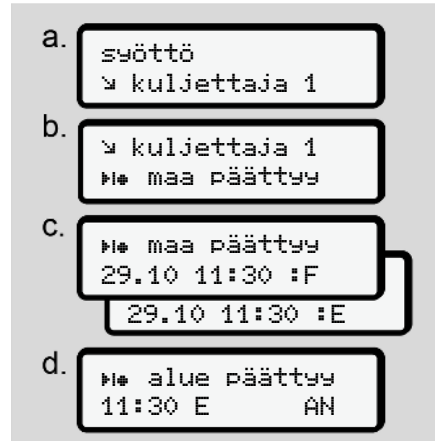 a.
syöttö
↘ kuljettaja 1
b.
↘ kuljettaja 1
maa päättyy
c.
maa päättyy
29.10 11:30 :F
29.10 11:30 :E
d.
alue päättyy
11:30 E AN